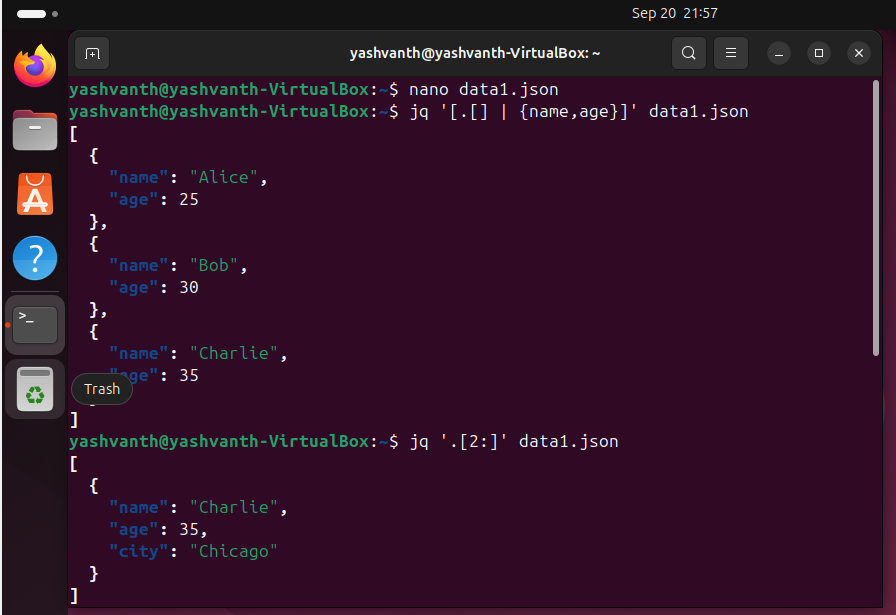 Sep 20 21:57
yashvanth@yashvanth-VirtualBox: ~
yashvanth@yashvanth-VirtualBox:~$ nano data1.json
yashvanth@yashvanth-VirtualBox:~$ jq '[.[] | {name,age}]' data1.json
[
  {
    "name": "Alice",
    "age": 25
  },
  {
    "name": "Bob",
    "age": 30
  },
  {
    "name": "Charlie",
    "age": 35
Trash
]
yashvanth@yashvanth-VirtualBox:~$ jq '.[2:]' data1.json
[
  {
    "name": "Charlie",
    "age": 35,
    "city": "Chicago"
  }
]